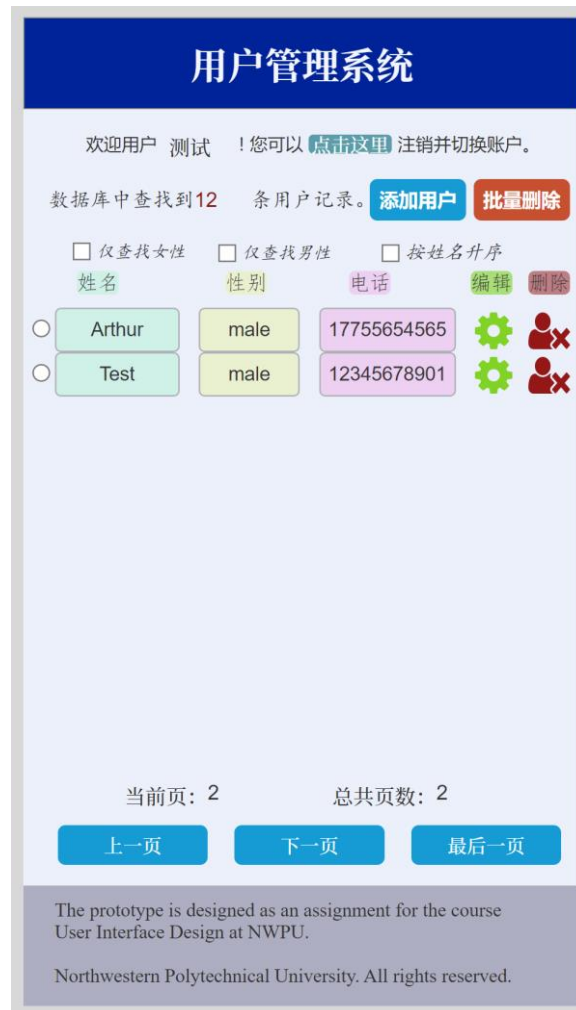 用户管理系统
欢迎用户 测试 ！您可以 点击这里 注销并切换账户。
数据库中查找到12 条用户记录。 添加用户 批量删除
仅查找女性 仅查找男性 按姓名升序
姓名 性别 电话 编辑 删除
Arthur male 17755654565
Test male 12345678901
当前页：2 总共页数：2
上一页 下一页 最后一页
The prototype is designed as an assignment for the course
User Interface Design at NWPU.
Northwestern Polytechnical University. All rights reserved.